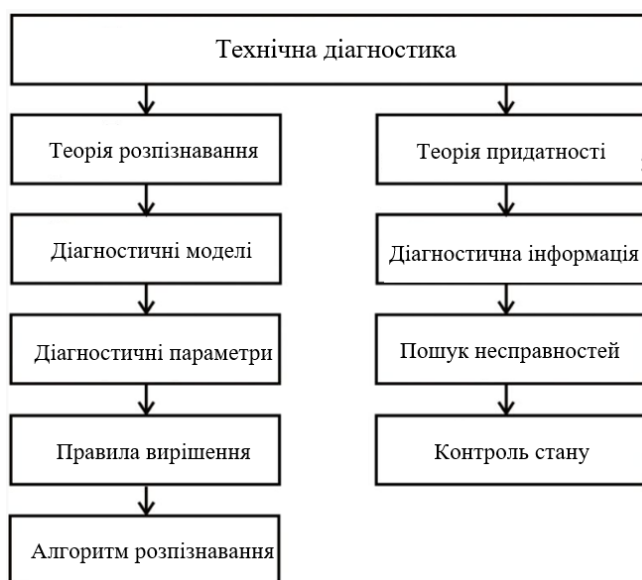 Технічна діагностика
Теорія розпізнавання
Діагностичні моделі
Діагностичні параметри
Правила вирішення
Алгоритм розпізнавання
Теорія придатності
Діагностична інформація
Пошук несправностей
Контроль стану